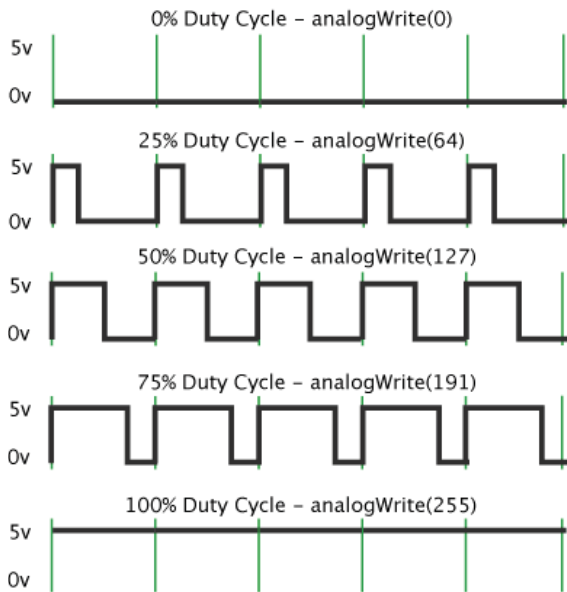 0% Duty Cycle – analogWrite(0)
5v
0v
25% Duty Cycle – analogWrite(64)
5v
0v
50% Duty Cycle – analogWrite(127)
5v
0v
75% Duty Cycle – analogWrite(191)
5v
0v
100% Duty Cycle – analogWrite(255)
5v
0v